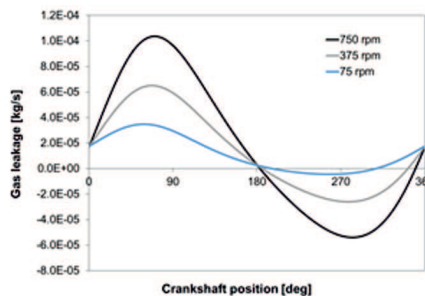 1.2E-04
1.0E-04
8.0E-05
6.0E-05
4.0E-05
2.0E-05
0.0E+00
-2.0E-05
-4.0E-05
-6.0E-05
-8.0E-05
Gas leakage [kg/s]
750 rpm
375 rpm
75 rpm
0 90 180 270 36
Crankshaft position [deg]